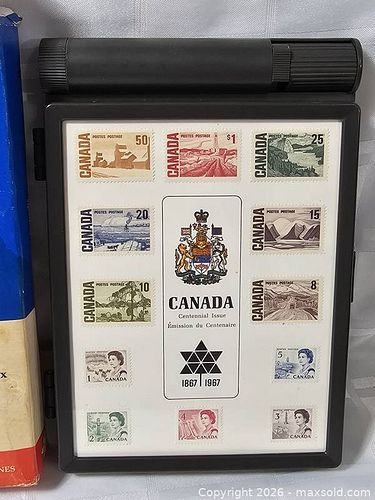 50
CANADA
POSTES POSTAGE
$1
CANADA
POSTES POSTAGE
25
CANADA
POSTES POSTAGE
20
CANADA
POSTES POSTAGE
15
CANADA
POSTES POSTAGE
10
CANADA
POSTES POSTAGE
8
CANADA
POSTES POSTAGE
CANADA
Centennial Issue
Émission du Centenaire
1867 1967
1
CANADA
5
CANADA
2
CANADA
4
CANADA
3
CANADA
X
NES
Copyright © 2026 - maxsold.com